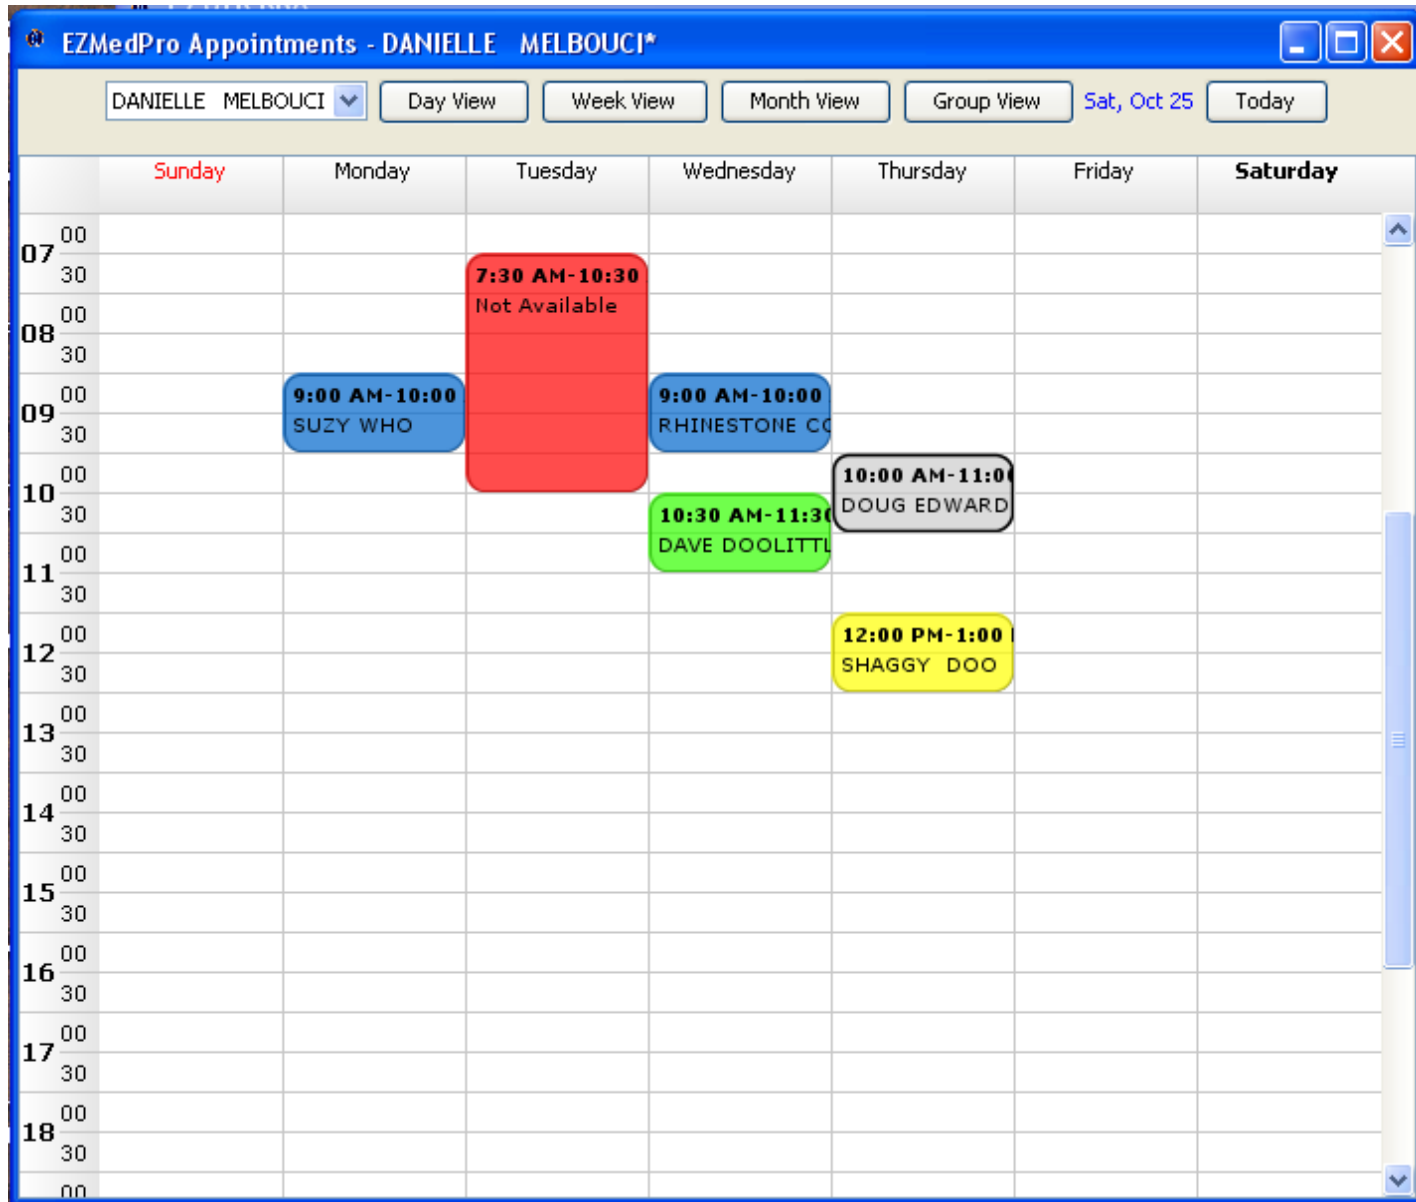 EZMedPro Appointments - DANIELLE MELBOUCI*
DANIELLE MELBOUCI Day View Week View Month View Group View Sat, Oct 25 Today
Sunday Monday Tuesday Wednesday Thursday Friday Saturday
07 00
30
7:30 AM-10:30
Not Available
08 00
30
09 00
30
9:00 AM-10:00
SUZY WHO
9:00 AM-10:00
RHINESTONE CO
10 00
30
10:00 AM-11:00
DOUG EDWARD
10:30 AM-11:30
DAVE DOOLITTL
11 00
30
12 00
30
12:00 PM-1:00
SHAGGY DOO
13 00
30
14 00
30
15 00
30
16 00
30
17 00
30
18 00
30
00